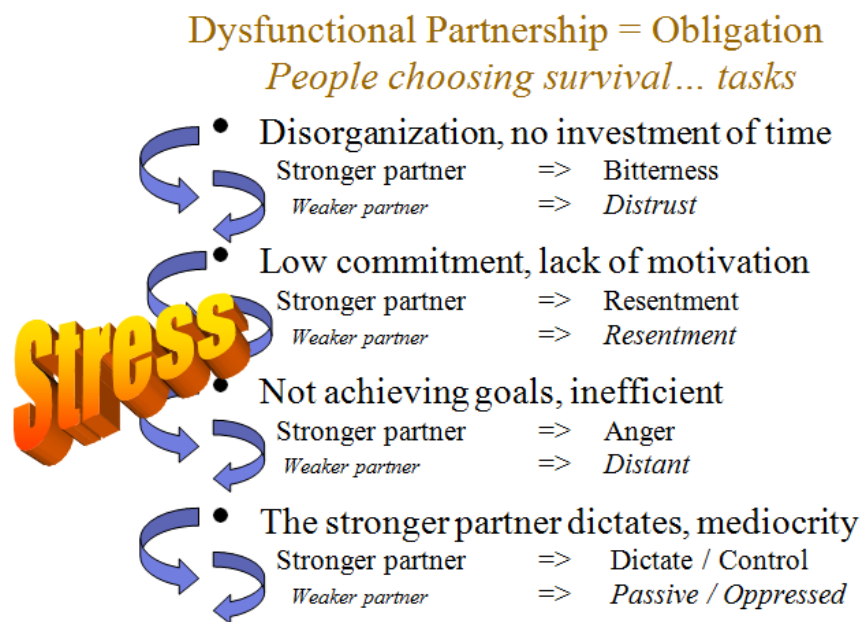 Dysfunctional Partnership = Obligation
People choosing survival… tasks
• Disorganization, no investment of time
Stronger partner => Bitterness
Weaker partner => Distrust
• Low commitment, lack of motivation
Stronger partner => Resentment
Weaker partner => Resentment
Stress
• Not achieving goals, inefficient
Stronger partner => Anger
Weaker partner => Distant
• The stronger partner dictates, mediocrity
Stronger partner => Dictate / Control
Weaker partner => Passive / Oppressed